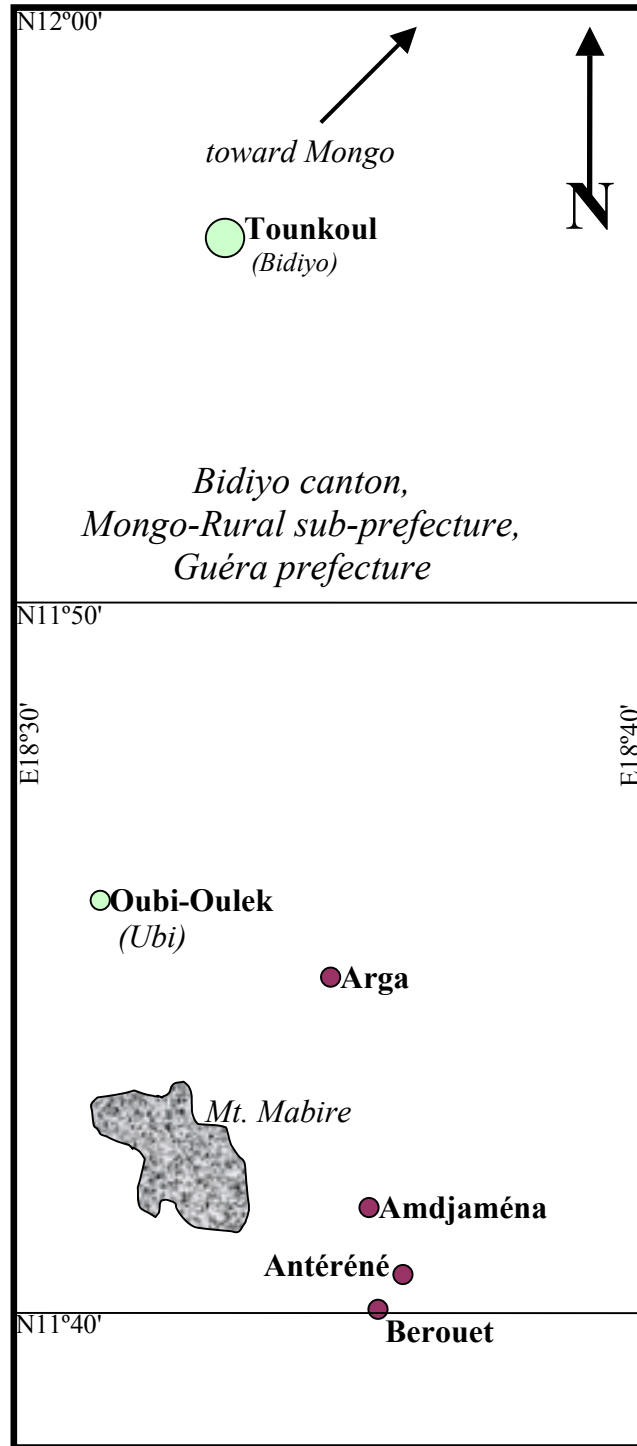 N12º00'
toward Mongo
N
Tounkoul
(Bidiyo)
Bidiyo canton,
Mongo-Rural sub-prefecture,
Guéra prefecture
N11º50'
E18º30'
E18º40'
Oubi-Oulek
(Ubi)
Arga
Mt. Mabire
Amdjaména
Antéréné
N11º40'
Berouet